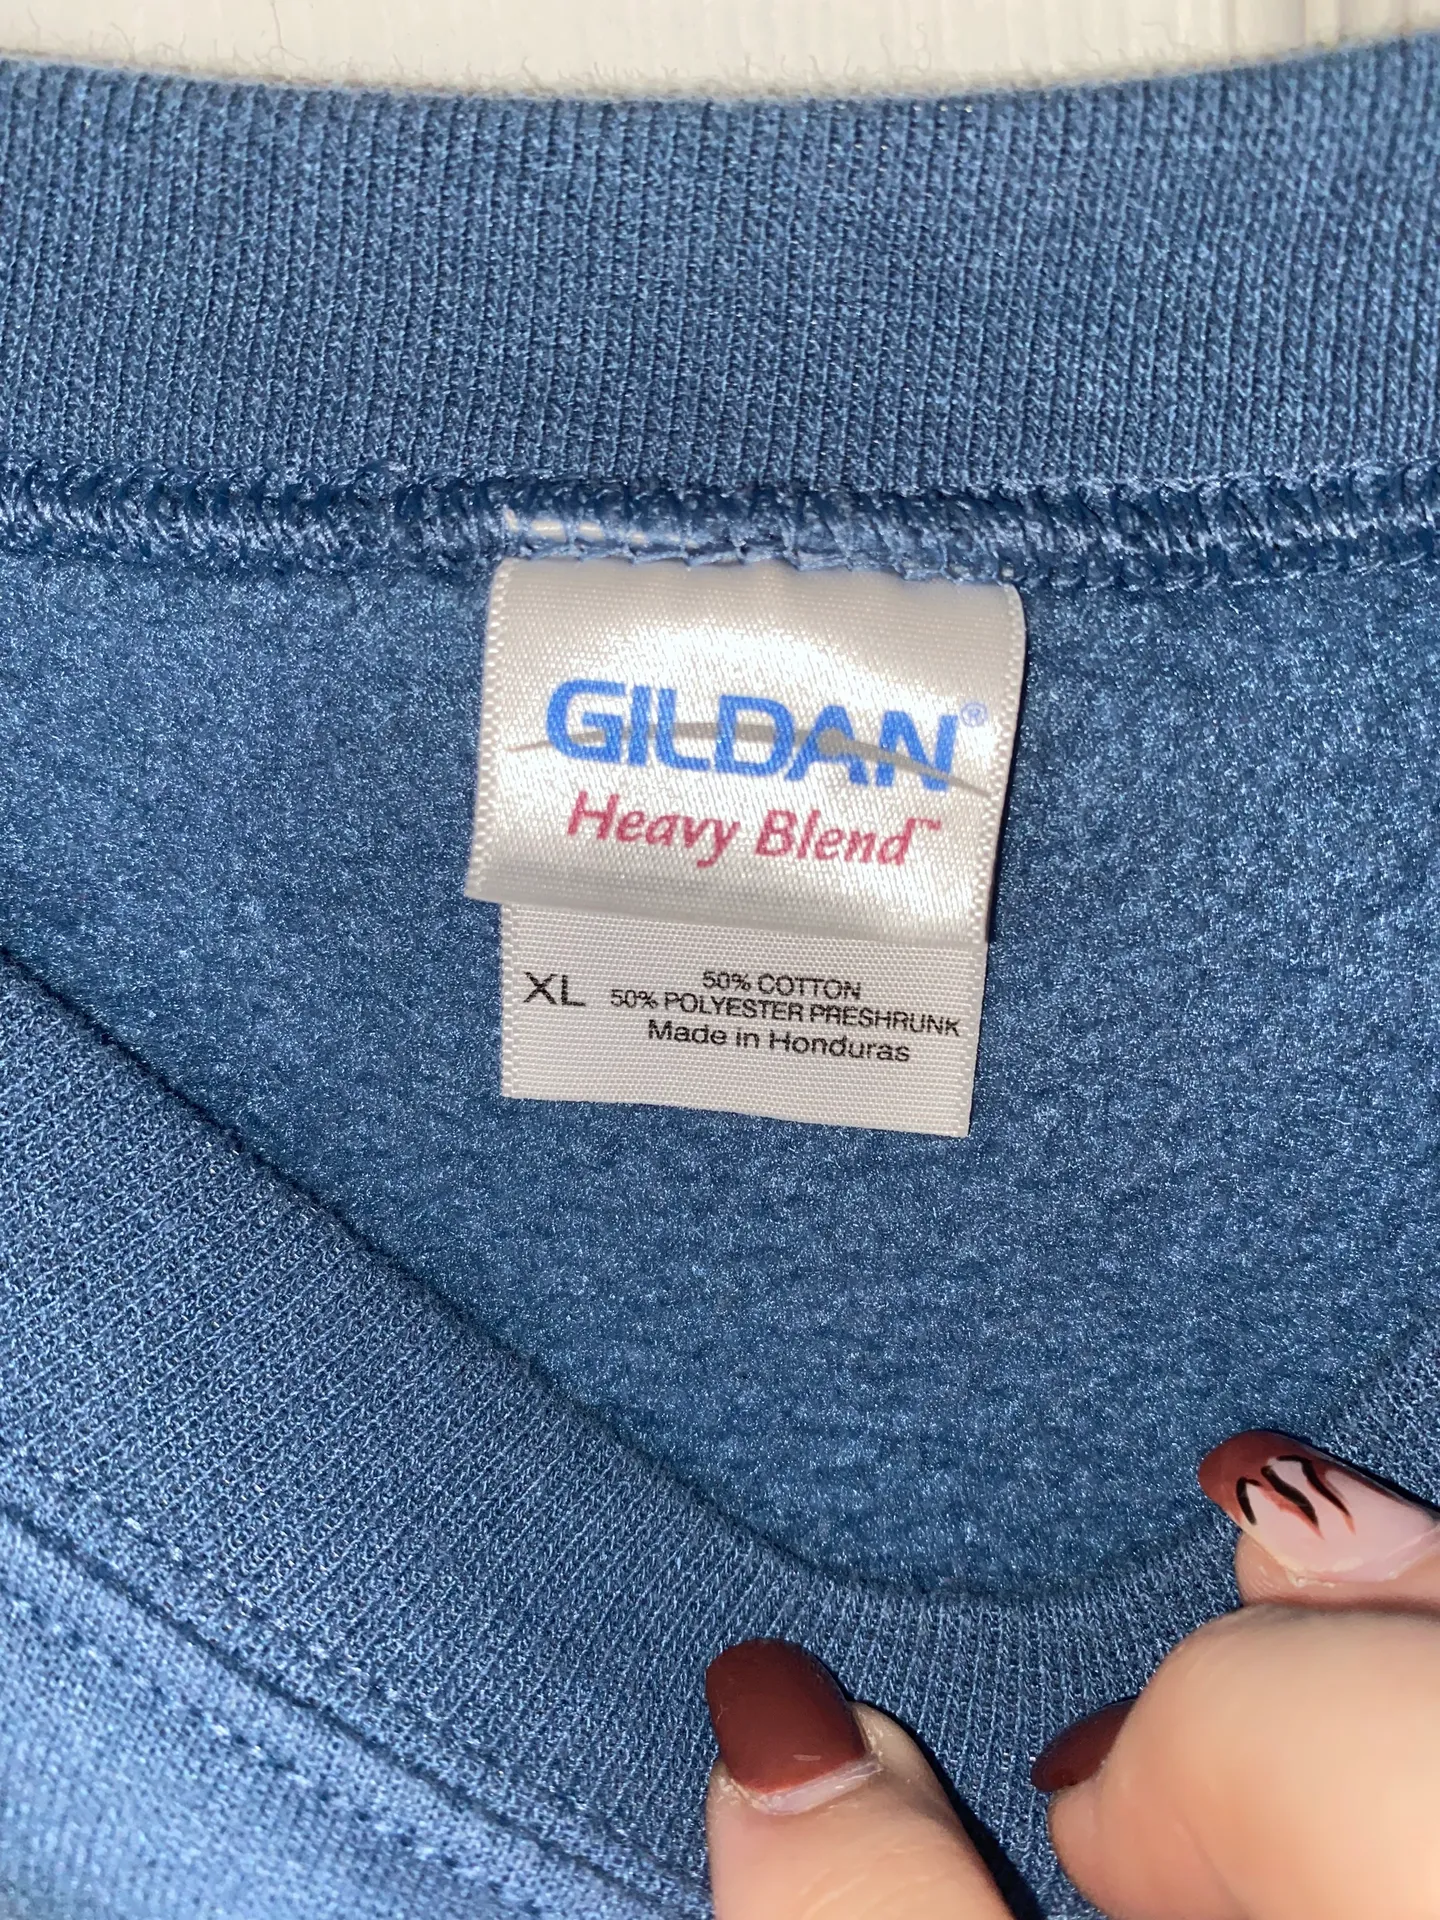 GILDAN®
Heavy Blend™
XL
50% COTTON
50% POLYESTER PRESHRUNK
Made in Honduras